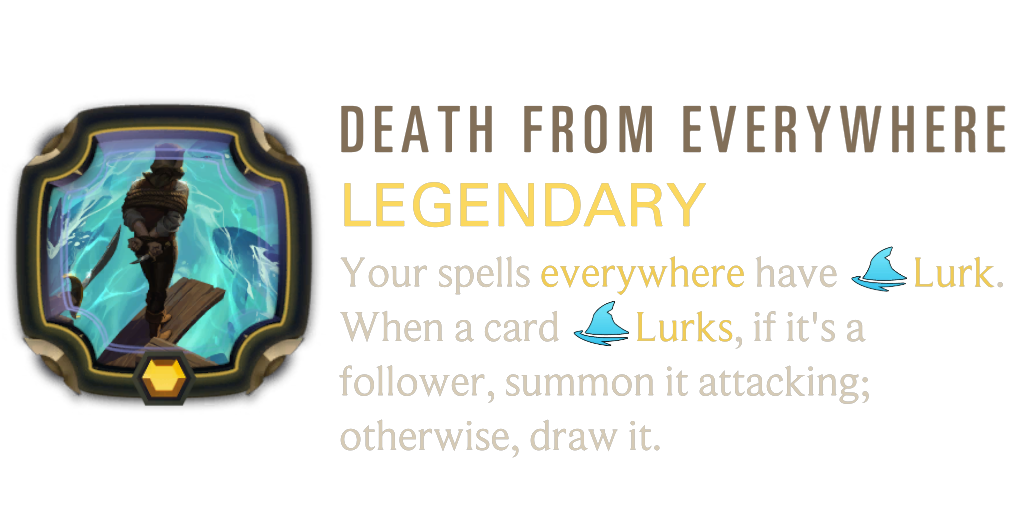 DEATH FROM EVERYWHERE
LEGENDARY
Your spells everywhere have Lurk.
When a card Lurks, if it's a
follower, summon it attacking;
otherwise, draw it.